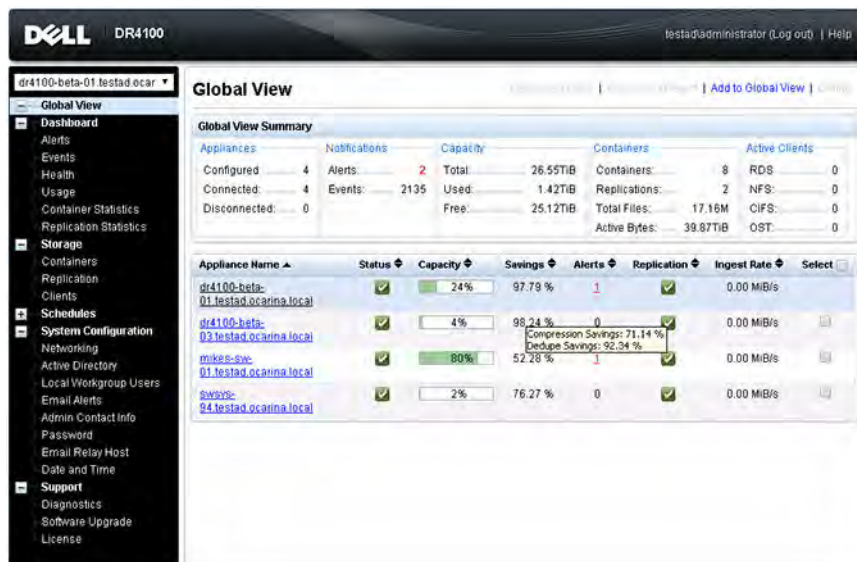 DELL DR4100
testad\administrator (Log out) | Help
dr4100-beta-01.testad.ocar
Global View
Dashboard
Alerts
Events
Health
Usage
Container Statistics
Replication Statistics
Storage
Containers
Replication
Clients
Schedules
System Configuration
Networking
Active Directory
Local Workgroup Users
Email Alerts
Admin Contact Info
Password
Email Relay Host
Date and Time
Support
Diagnostics
Software Upgrade
License
Global View
| | Add to Global View |
Global View Summary
Appliances Notifications Capacity Containers Active Clients
Configured 4 Alerts: 2 Total 26.55TiB Containers: 8 RDS 0
Connected: 4 Events: 2135 Used: 1.42TiB Replications: 2 NFS: 0
Disconnected: 0 Free: 25.12TiB Total Files: 17.16M CIFS: 0
Active Bytes: 39.87TiB OST: 0
Appliance Name Status Capacity Savings Alerts Replication Ingest Rate Select
dr4100-beta- 24% 97.79 % 1 0.00 MiB/s
01.testad.ocarina.local
dr4100-beta- 4% 98.24 % 0 0.00 MiB/s
03.testad.ocarina.local
Compression Savings: 71.14 %
Dedupe Savings: 92.34 %
mikes-sw- 80% 52.28 % 1 0.00 MiB/s
01.testad.ocarina.local
swsys- 2% 76.27 % 0 0.00 MiB/s
94.testad.ocarina.local